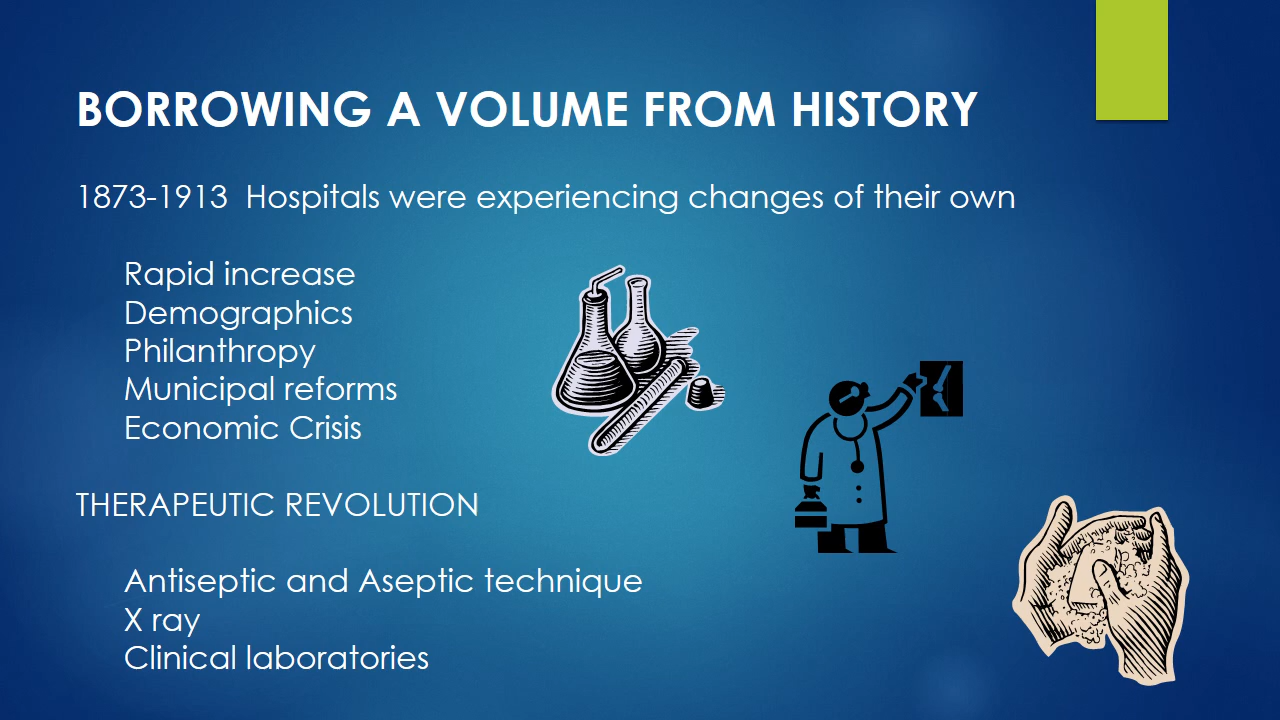 BORROWING A VOLUME FROM HISTORY
1873-1913  Hospitals were experiencing changes of their own
Rapid increase
Demographics
Philanthropy
Municipal reforms
Economic Crisis
THERAPEUTIC REVOLUTION
Antiseptic and Aseptic technique
X ray
Clinical laboratories